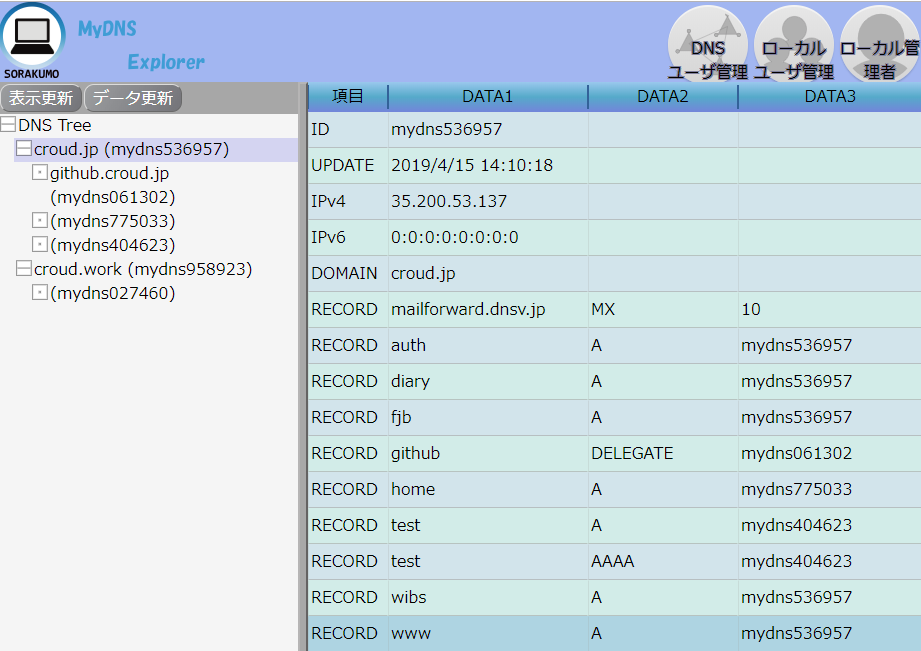 MyDNS
Explorer
SORAKUMO
DNS
ユーザ管理
ローカル
ユーザ管理
ローカル管
理者
表示更新 データ更新
DNS Tree
croud.jp (mydns536957)
github.croud.jp
(mydns061302)
(mydns775033)
(mydns404623)
croud.work (mydns958923)
(mydns027460)
項目 DATA1 DATA2 DATA3
ID mydns536957
UPDATE 2019/4/15 14:10:18
IPv4 35.200.53.137
IPv6 0:0:0:0:0:0:0:0
DOMAIN croud.jp
RECORD mailforward.dnsv.jp MX 10
RECORD auth A mydns536957
RECORD diary A mydns536957
RECORD fjb A mydns536957
RECORD github DELEGATE mydns061302
RECORD home A mydns775033
RECORD test A mydns404623
RECORD test AAAA mydns404623
RECORD wibs A mydns536957
RECORD www A mydns536957